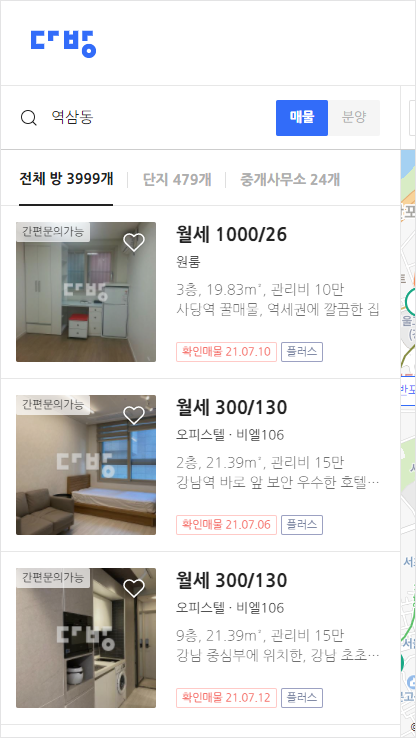 다방
역삼동
매물
분양
전체 방 3999개
단지 479개
중개사무소 24개
간편문의가능
다방
월세 1000/26
원룸
3층, 19.83m², 관리비 10만
사당역 꿀매물, 역세권에 깔끔한 집
확인매물 21.07.10
플러스
간편문의가능
다방
월세 300/130
오피스텔 · 비엘106
2층, 21.39m², 관리비 15만
강남역 바로 앞 보안 우수한 호텔…
확인매물 21.07.06
플러스
간편문의가능
다방
월세 300/130
오피스텔 · 비엘106
9층, 21.39m², 관리비 15만
강남 중심부에 위치한, 강남 초초…
확인매물 21.07.12
플러스